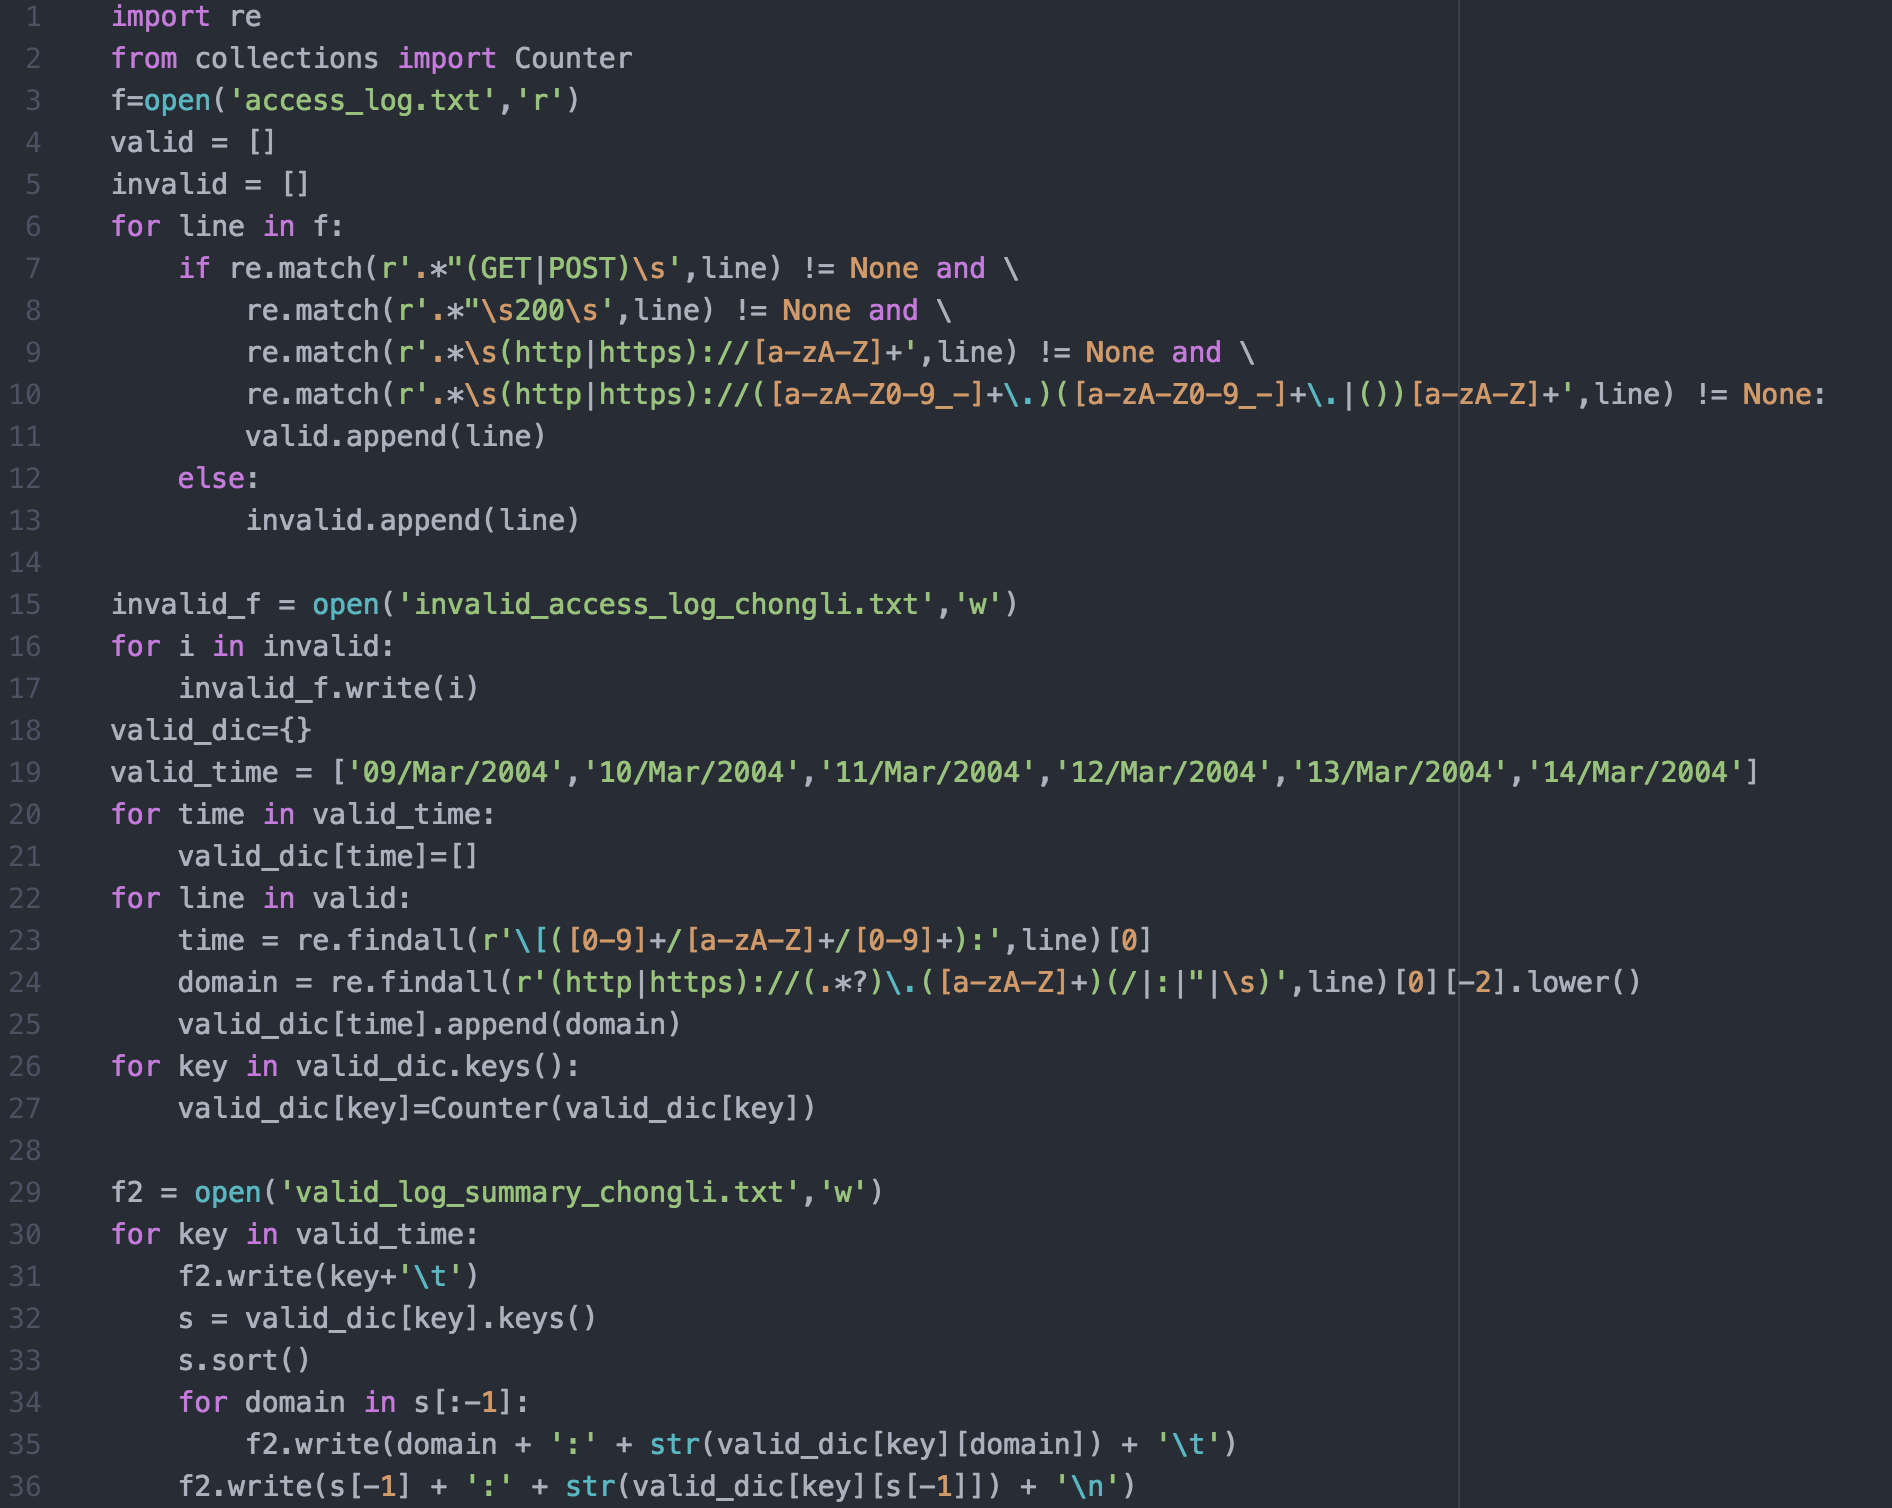 1 import re
2 from collections import Counter
3 f=open('access_log.txt','r')
4 valid = []
5 invalid = []
6 for line in f:
7     if re.match(r'.*"(GET|POST)\s',line) != None and \
8         re.match(r'.*"\s200\s',line) != None and \
9         re.match(r'.*\s(http|https)://[a-zA-Z]+',line) != None and \
10         re.match(r'.*\s(http|https)://([a-zA-Z0-9_-]+\.)([a-zA-Z0-9_-]+\.|())[a-zA-Z]+',line) != None:
11         valid.append(line)
12     else:
13         invalid.append(line)
14
15 invalid_f = open('invalid_access_log_chongli.txt','w')
16 for i in invalid:
17     invalid_f.write(i)
18 valid_dic={}
19 valid_time = ['09/Mar/2004','10/Mar/2004','11/Mar/2004','12/Mar/2004','13/Mar/2004','14/Mar/2004']
20 for time in valid_time:
21     valid_dic[time]=[]
22 for line in valid:
23     time = re.findall(r'\[([0-9]+/[a-zA-Z]+/[0-9]+):',line)[0]
24     domain = re.findall(r'(http|https)://(.*?)\.([a-zA-Z]+)(/|:|"|\s)',line)[0][-2].lower()
25     valid_dic[time].append(domain)
26 for key in valid_dic.keys():
27     valid_dic[key]=Counter(valid_dic[key])
28
29 f2 = open('valid_log_summary_chongli.txt','w')
30 for key in valid_time:
31     f2.write(key+'\t')
32     s = valid_dic[key].keys()
33     s.sort()
34     for domain in s[:-1]:
35         f2.write(domain + ':' + str(valid_dic[key][domain]) + '\t')
36     f2.write(s[-1] + ':' + str(valid_dic[key][s[-1]]) + '\n')